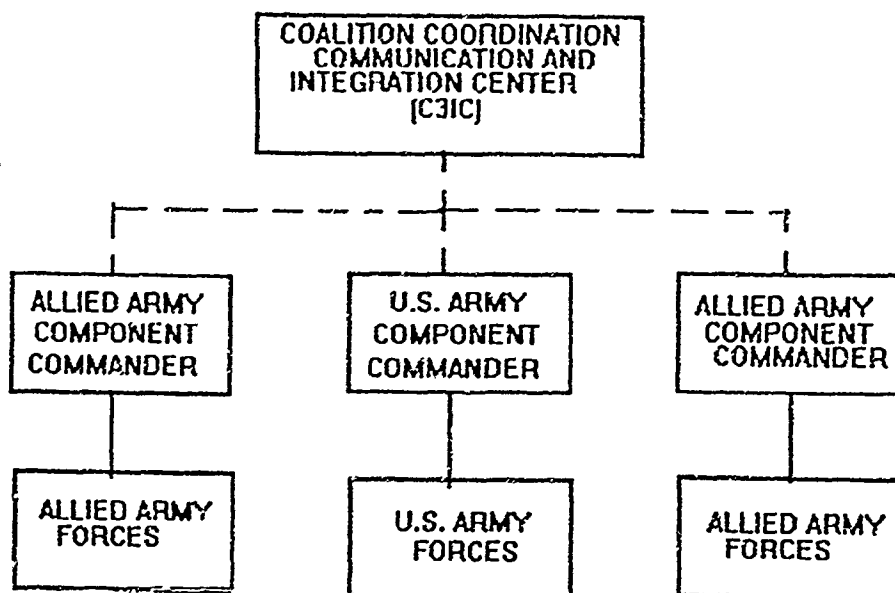 COALITION COORDINATION
COMMUNICATION AND
INTEGRATION CENTER
(C3IC)
ALLIED ARMY
COMPONENT
COMMANDER
U.S. ARMY
COMPONENT
COMMANDER
ALLIED ARMY
COMPONENT
COMMANDER
ALLIED ARMY
FORCES
U.S. ARMY
FORCES
ALLIED ARMY
FORCES